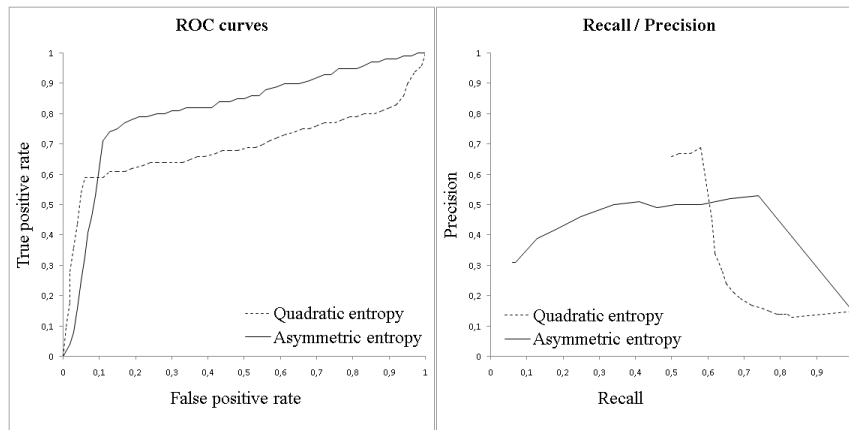 ROC curves
1
0,9
0,8
0,7
0,6
0,5
0,4
0,3
0,2
0,1
0
True positive rate
0 0,1 0,2 0,3 0,4 0,5 0,6 0,7 0,8 0,9 1
False positive rate
Quadratic entropy
Asymmetric entropy
Recall / Precision
1
0,9
0,8
0,7
0,6
0,5
0,4
0,3
0,2
0,1
0
Precision
0 0,1 0,2 0,3 0,4 0,5 0,6 0,7 0,8 0,9
Recall
Quadratic entropy
Asymmetric entropy